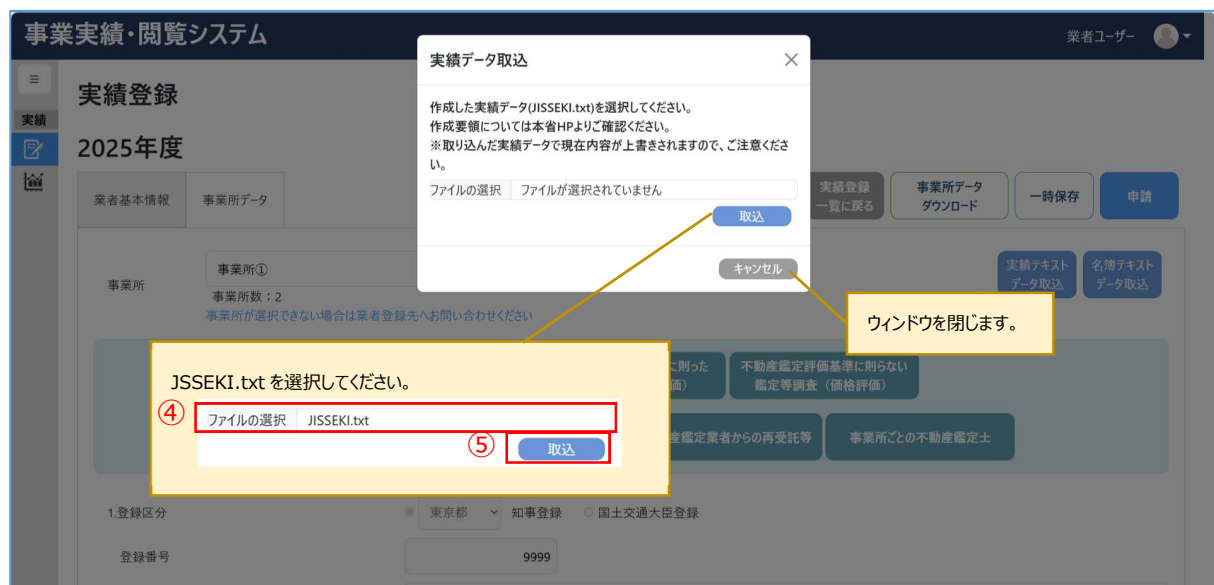 事業実績・閲覧システム
業者ユーザー
実績
実績登録
2025年度
業者基本情報
事業所データ
実績データ取込
作成した実績データ(JISSEKI.txt)を選択してください。
作成要領については本省HPよりご確認ください。
※取り込んだ実績データで現在内容が上書きされますので、ご注意くださ
い。
ファイルの選択 ファイルが選択されていません
取込
キャンセル
実績登録
一覧に戻る
事業所データ
ダウンロード
一時保存
申請
事業所
事業所①
事業所数：2
事業所が選択できない場合は業者登録先へお問い合わせください
実績テキスト
データ取込
名簿テキスト
データ取込
ウィンドウを閉じます。
JSSEKI.txt を選択してください。
④
ファイルの選択 JISSEKI.txt
⑤
取込
に則った
価)
不動産鑑定評価基準に則らない
鑑定等調査（価格評価）
産鑑定業者からの再受託等
事業所ごとの不動産鑑定士
1.登録区分
東京都
知事登録
国土交通大臣登録
登録番号
9999